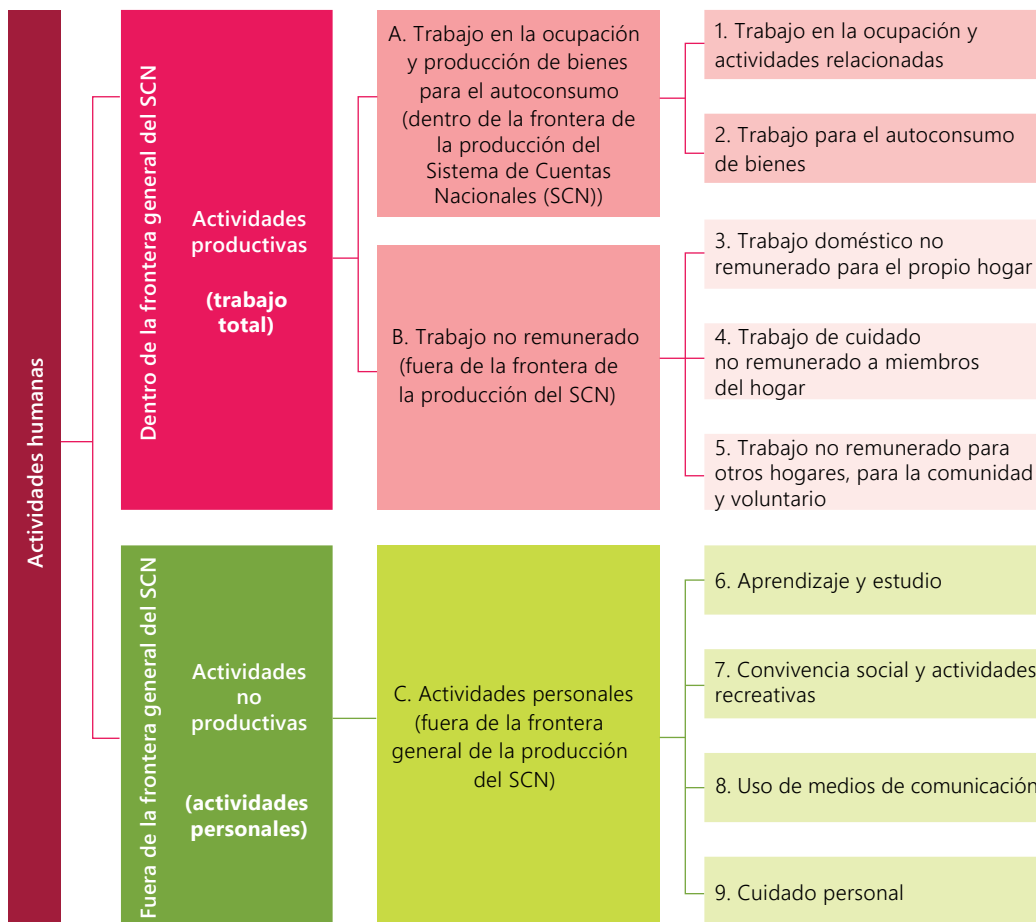 Actividades humanas
Dentro de la frontera general del SCN
Actividades
productivas
(trabajo
total)
A. Trabajo en la ocupación
y producción de bienes
para el autoconsumo
(dentro de la frontera de
la producción del
Sistema de Cuentas
Nacionales (SCN))
1. Trabajo en la ocupación y
actividades relacionadas
2. Trabajo para el autoconsumo
de bienes
B. Trabajo no remunerado
(fuera de la frontera de
la producción del SCN)
3. Trabajo doméstico no
remunerado para el propio hogar
4. Trabajo de cuidado
no remunerado a miembros
del hogar
5. Trabajo no remunerado para
otros hogares, para la comunidad
y voluntario
Fuera de la frontera general del SCN
Actividades
no
productivas
(actividades
personales)
C. Actividades personales
(fuera de la frontera
general de la producción
del SCN)
6. Aprendizaje y estudio
7. Convivencia social y actividades
recreativas
8. Uso de medios de comunicación
9. Cuidado personal